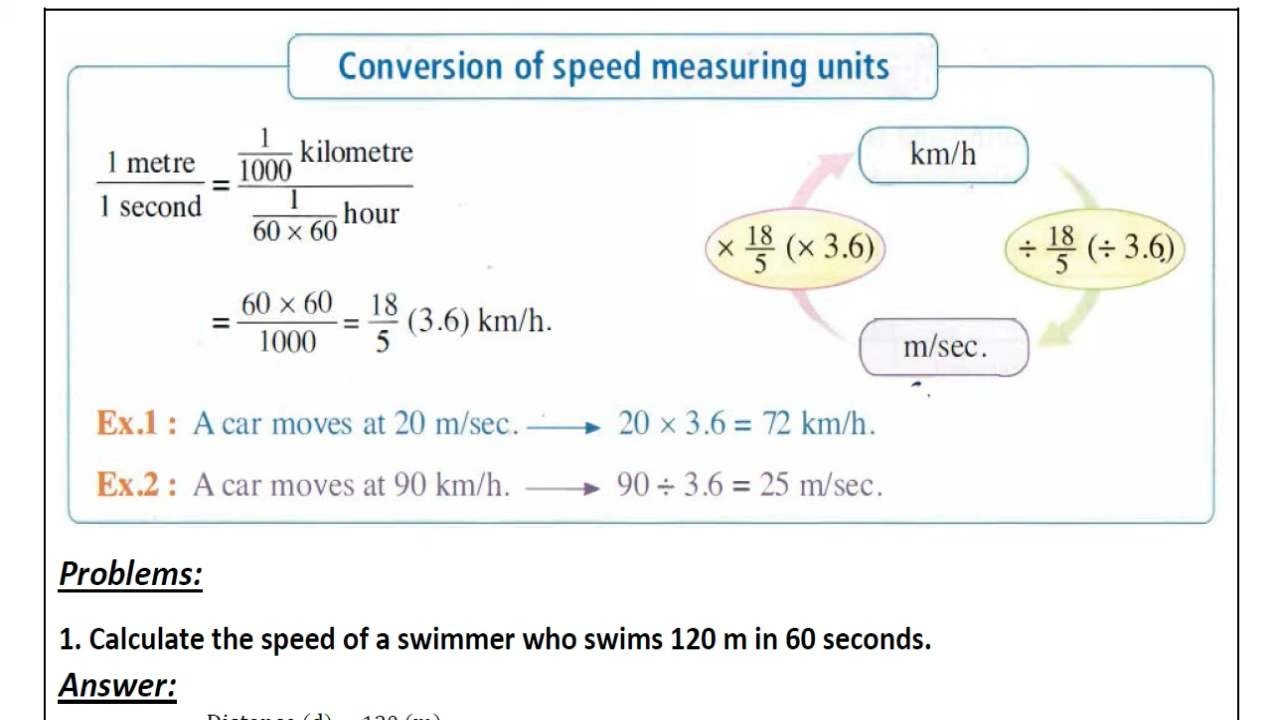 Conversion of speed measuring units
1 metre / 1 second = 1/1000 kilometre / 1/60 × 60 hour
= 60 × 60 / 1000 = 18/5 (3.6) km/h.
km/h
× 18/5 (× 3.6)
÷ 18/5 (÷ 3.6)
m/sec.
Ex.1 : A car moves at 20 m/sec. → 20 × 3.6 = 72 km/h.
Ex.2 : A car moves at 90 km/h. → 90 ÷ 3.6 = 25 m/sec.
Problems:
1. Calculate the speed of a swimmer who swims 120 m in 60 seconds.
Answer:
Distance (d) 120 (m)